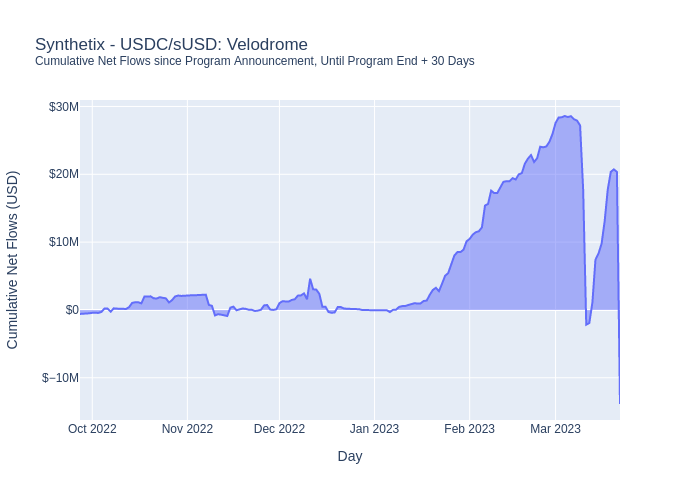 Synthetix - USDC/sUSD: Velodrome
Cumulative Net Flows since Program Announcement, Until Program End + 30 Days
Cumulative Net Flows (USD)
$30M
$20M
$10M
$0
$−10M
Oct 2022
Nov 2022
Dec 2022
Jan 2023
Feb 2023
Mar 2023
Day